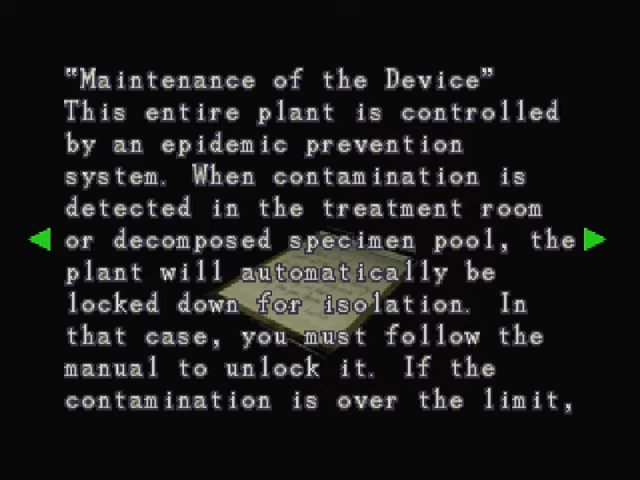 “Maintenance of the Device”
This entire plant is controlled
by an epidemic prevention
system. When contamination is
detected in the treatment room
or decomposed specimen pool, the
plant will automatically be
locked down for isolation. In
that case, you must follow the
manual to unlock it. If the
contamination is over the limit,